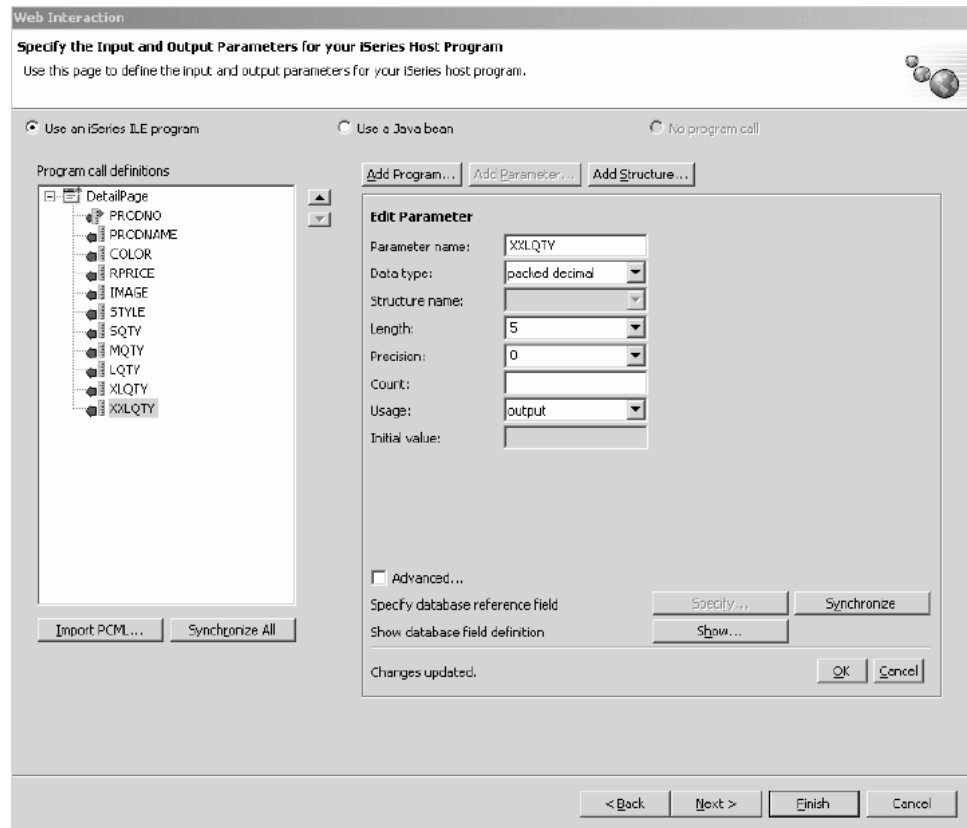 Web Interaction
Specify the Input and Output Parameters for your iSeries Host Program
Use this page to define the input and output parameters for your iSeries host program.
Use an iSeries ILE program
Use a Java bean
No program call
Program call definitions
DetailPage
PRODNO
PRODNAME
COLOR
RPRICE
IMAGE
STYLE
SQTY
MQTY
LQTY
XLQTY
XXLQTY
Import PCML...
Synchronize All
Add Program...
Add Parameter...
Add Structure...
Edit Parameter
Parameter name: XXLQTY
Data type: packed decimal
Structure name:
Length: 5
Precision: 0
Count:
Usage: output
Initial value:
Advanced...
Specify database reference field
Specify...
Synchronize
Show database field definition
Show...
Changes updated.
OK
Cancel
< Back
Next >
Finish
Cancel